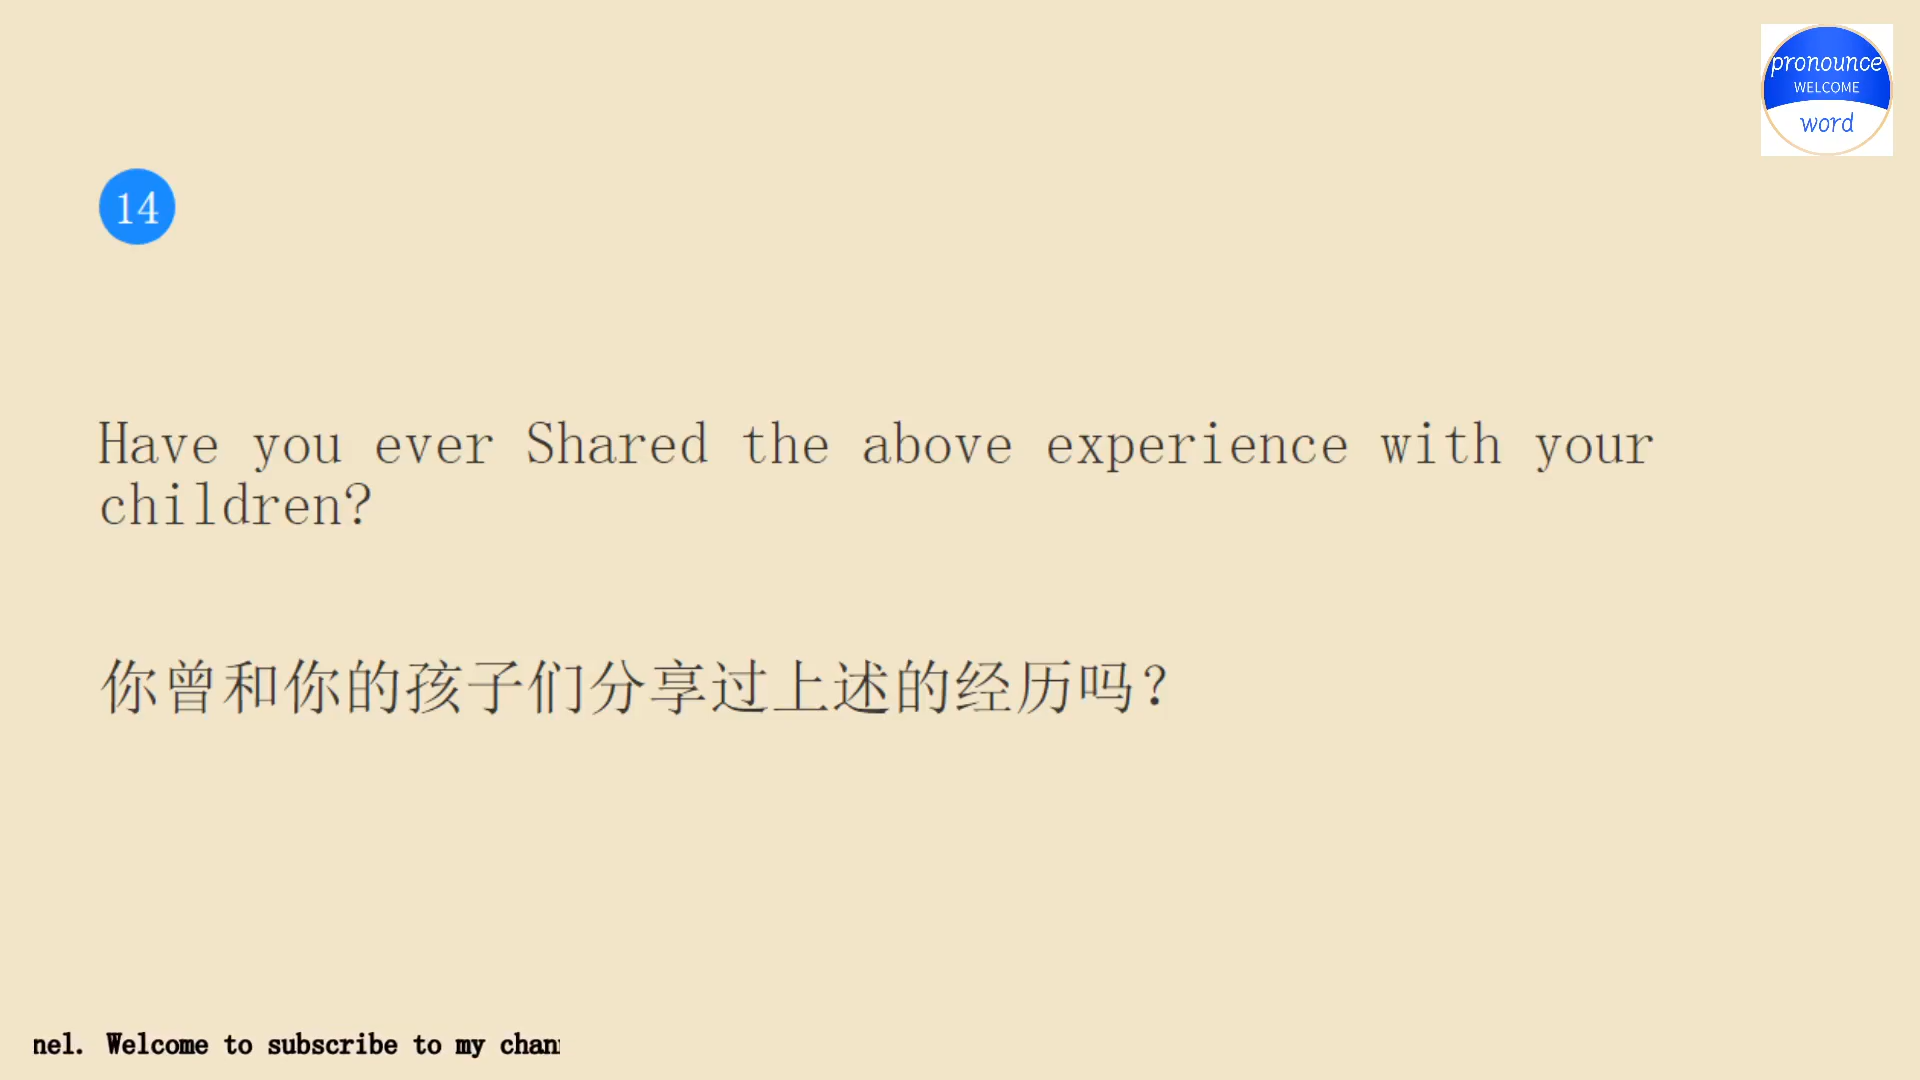 pronounce
WELCOME
word
14
Have you ever Shared the above experience with your
children?
你曾和你的孩子们分享过上述的经历吗？
nel. Welcome to subscribe to my chan